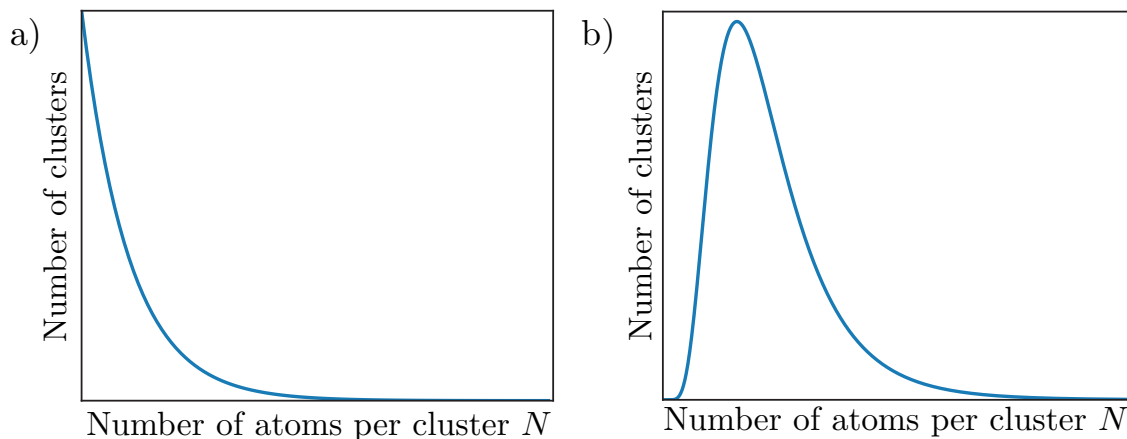 a)
Number of clusters
Number of atoms per cluster N
b)
Number of clusters
Number of atoms per cluster N